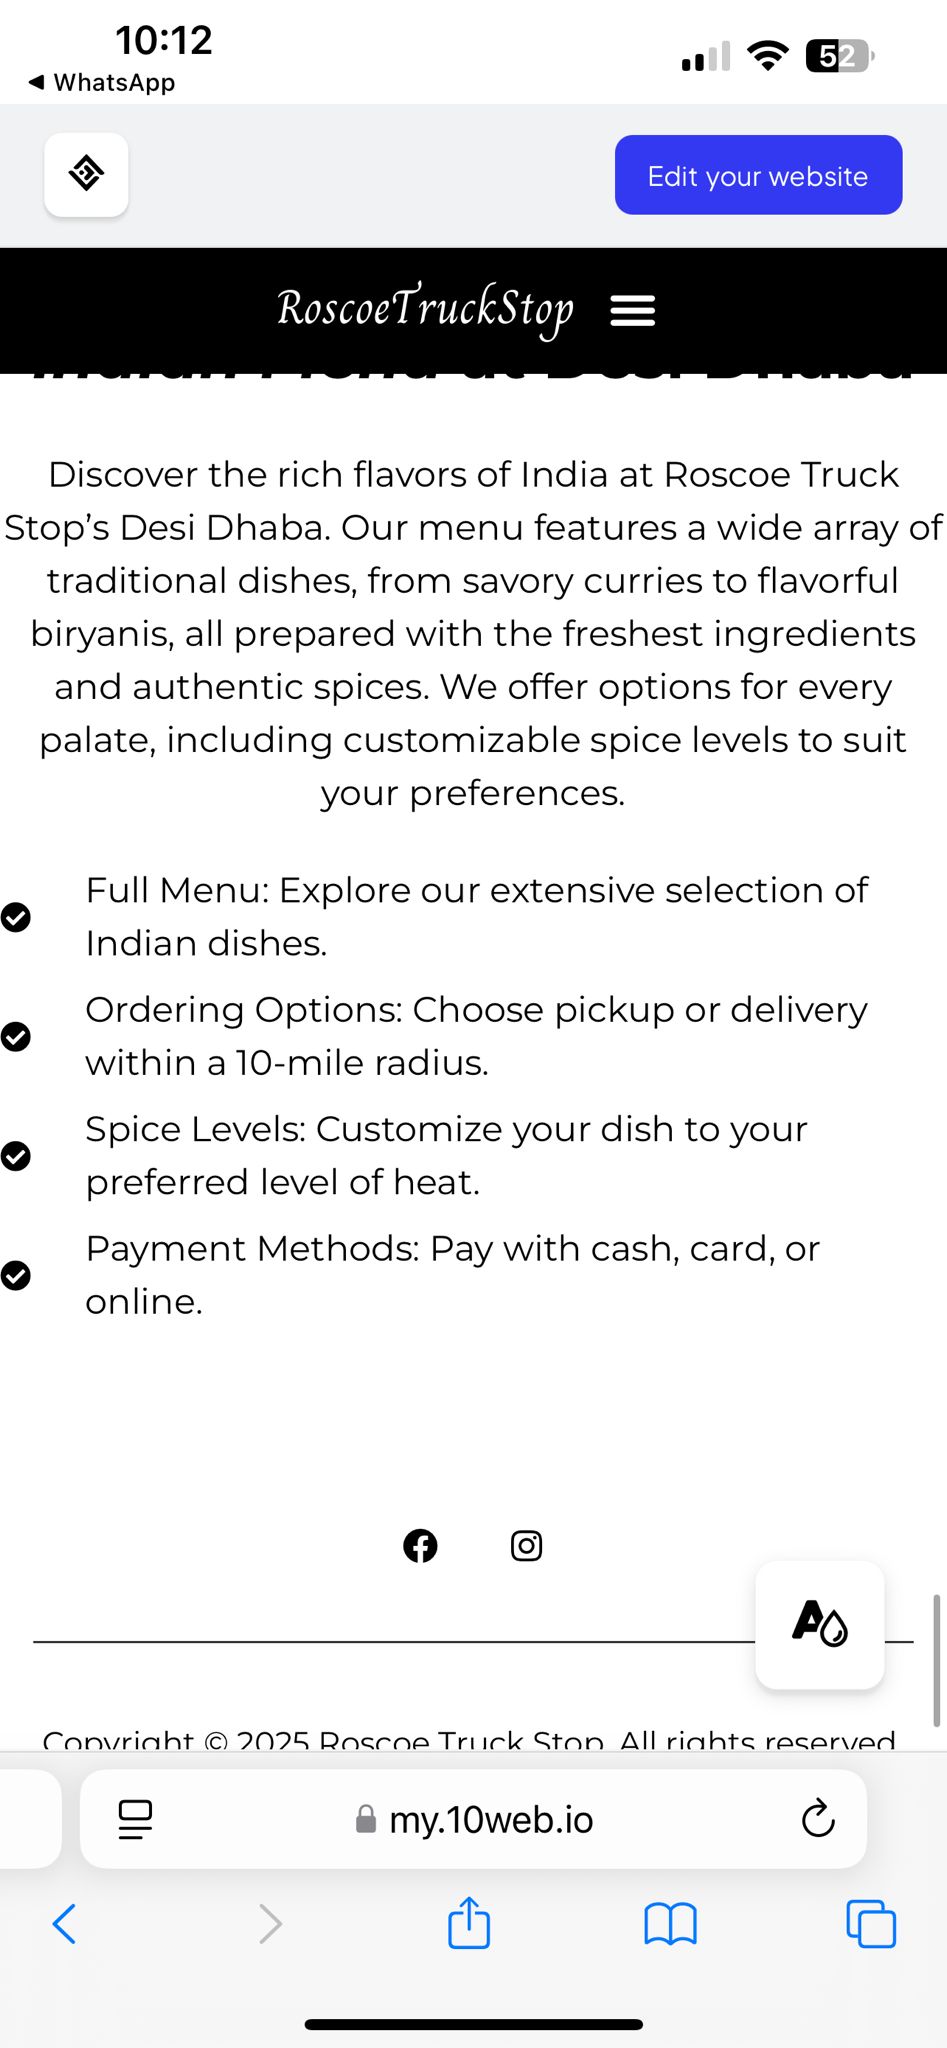 10:12
52
◀ WhatsApp
Edit your website
RoscoeTruckStop
Indian Menu at Desi Dhaba
Discover the rich flavors of India at Roscoe Truck
Stop’s Desi Dhaba. Our menu features a wide array of
traditional dishes, from savory curries to flavorful
biryanis, all prepared with the freshest ingredients
and authentic spices. We offer options for every
palate, including customizable spice levels to suit
your preferences.
Full Menu: Explore our extensive selection of
Indian dishes.
Ordering Options: Choose pickup or delivery
within a 10-mile radius.
Spice Levels: Customize your dish to your
preferred level of heat.
Payment Methods: Pay with cash, card, or
online.
A
Copyright © 2025 Roscoe Truck Stop. All rights reserved
my.10web.io